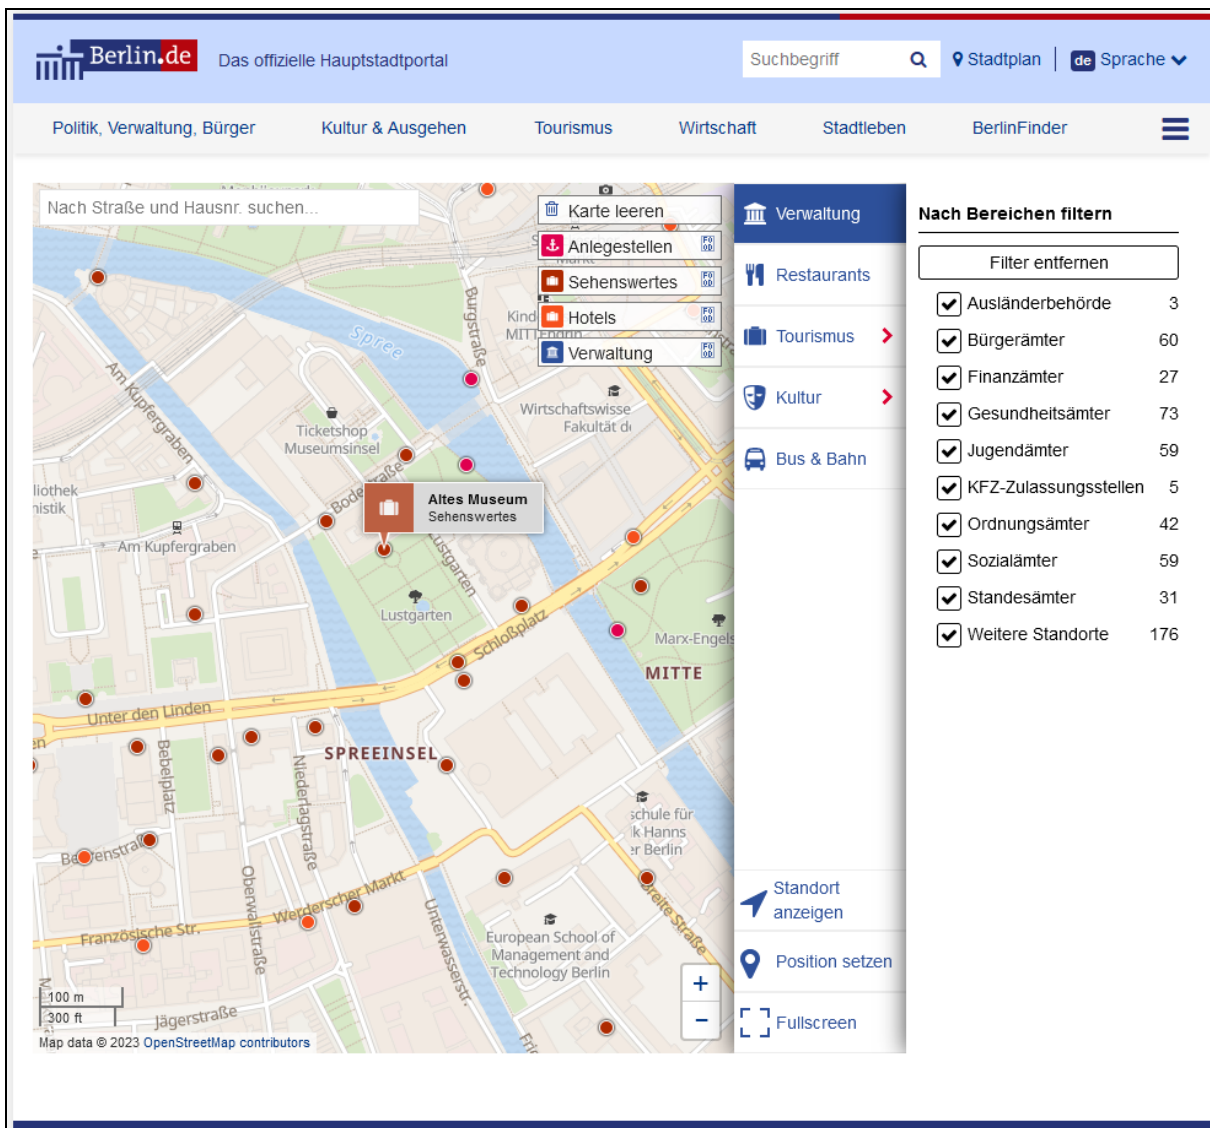 Berlin.de
Das offizielle Hauptstadtportal
Suchbegriff
Stadtplan
de Sprache
Politik, Verwaltung, Bürger
Kultur & Ausgehen
Tourismus
Wirtschaft
Stadtleben
BerlinFinder
Nach Straße und Hausnr. suchen...
Karte leeren
Anlegestellen
Sehenswertes
Hotels
Verwaltung
Burgstraße
Spree
Am Kupfergraben
Ticketshop
Museumsinsel
Wirtschaftswisse
Fakultät
Altes Museum
Sehenswertes
Am Kupfergraben
Lustgarten
Lustgarten
Schloßplatz
Marx-Engels
MITTE
Unter den Linden
SPREEINSEL
Bebelplatz
Niederlagstraße
Oberwallstraße
Werderscher Markt
Französische Str.
Unterwasserstr.
Breite Straße
schule für
Hanns
Berlin
European School of
Management and
Technology Berlin
Jägerstraße
100 m
300 ft
+
−
Map data © 2023 OpenStreetMap contributors
Verwaltung
Restaurants
Tourismus
Kultur
Bus & Bahn
Standort
anzeigen
Position setzen
Fullscreen
Nach Bereichen filtern
Filter entfernen
Ausländerbehörde 3
Bürgerämter 60
Finanzämter 27
Gesundheitsämter 73
Jugendämter 59
KFZ-Zulassungsstellen 5
Ordnungsämter 42
Sozialämter 59
Standesämter 31
Weitere Standorte 176